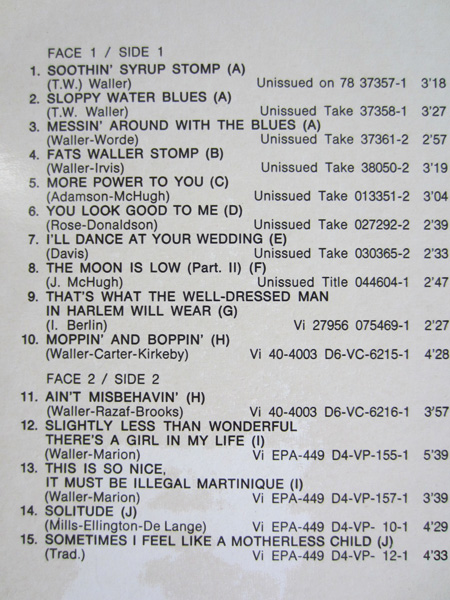 FACE 1 / SIDE 1
1. SOOTHIN' SYRUP STOMP (A)
(T.W.) Waller) Unissued on 78 37357-1 3'18
2. SLOPPY WATER BLUES (A)
(T.W. Waller) Unissued Take 37358-1 3'27
3. MESSIN' AROUND WITH THE BLUES (A)
(Waller-Worde) Unissued Take 37361-2 2'57
4. FATS WALLER STOMP (B)
(Waller-Irvis) Unissued Take 38050-2 3'19
5. MORE POWER TO YOU (C)
(Adamson-McHugh) Unissued Take 013351-2 3'04
6. YOU LOOK GOOD TO ME (D)
(Rose-Donaldson) Unissued Take 027292-2 2'39
7. I'LL DANCE AT YOUR WEDDING (E)
(Davis) Unissued Take 030365-2 2'33
8. THE MOON IS LOW (Part. II) (F)
(J. McHugh) Unissued Title 044604-1 2'47
9. THAT'S WHAT THE WELL-DRESSED MAN
IN HARLEM WILL WEAR (G)
(I. Berlin) Vi 27956 075469-1 2'27
10. MOPPIN' AND BOPPIN' (H)
(Waller-Carter-Kirkeby) Vi 40-4003 D6-VC-6215-1 4'28
FACE 2 / SIDE 2
11. AIN'T MISBEHAVIN' (H)
(Waller-Razaf-Brooks) Vi 40-4003 D6-VC-6216-1 3'57
12. SLIGHTLY LESS THAN WONDERFUL
THERE'S A GIRL IN MY LIFE (I)
(Waller-Marion) Vi EPA-449 D4-VP-155-1 5'39
13. THIS IS SO NICE,
IT MUST BE ILLEGAL MARTINIQUE (I)
(Waller-Marion) Vi EPA-449 D4-VP-157-1 3'39
14. SOLITUDE (J)
(Mills-Ellington-De Lange) Vi EPA-449 D4-VP- 10-1 4'29
15. SOMETIMES I FEEL LIKE A MOTHERLESS CHILD (J)
(Trad.) Vi EPA-449 D4-VP- 12-1 4'33